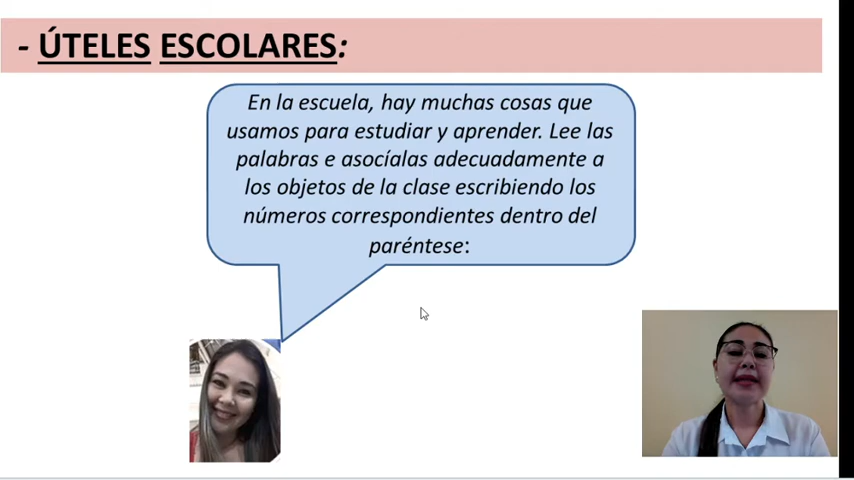 - ÚTELES ESCOLARES:
En la escuela, hay muchas cosas que
usamos para estudiar y aprender. Lee las
palabras e asocíalas adecuadamente a
los objetos de la clase escribiendo los
números correspondientes dentro del
paréntese: